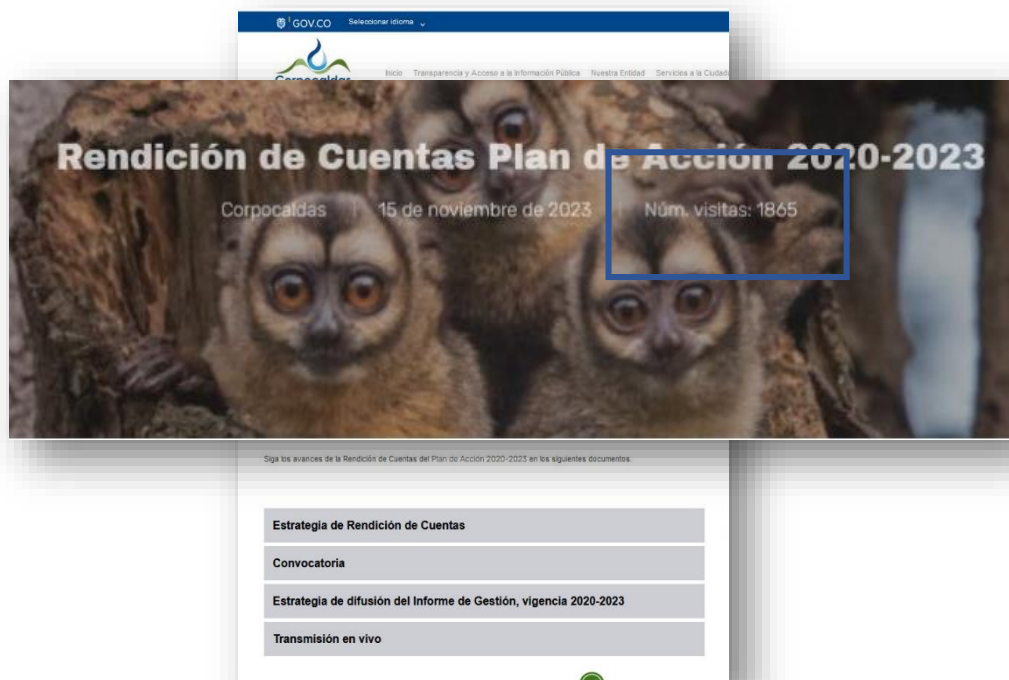 GOV.CO Seleccionar idioma
Corpocaldas
Inicio Transparencia y Acceso a la Información Pública Nuestra Entidad Servicios a la Ciudada
Rendición de Cuentas Plan de Acción 2020-2023
Corpocaldas | 15 de noviembre de 2023 | Núm. visitas: 1865
Siga los avances de la Rendición de Cuentas del Plan de Acción 2020-2023 en los siguientes documentos.
Estrategia de Rendición de Cuentas
Convocatoria
Estrategia de difusión del Informe de Gestión, vigencia 2020-2023
Transmisión en vivo